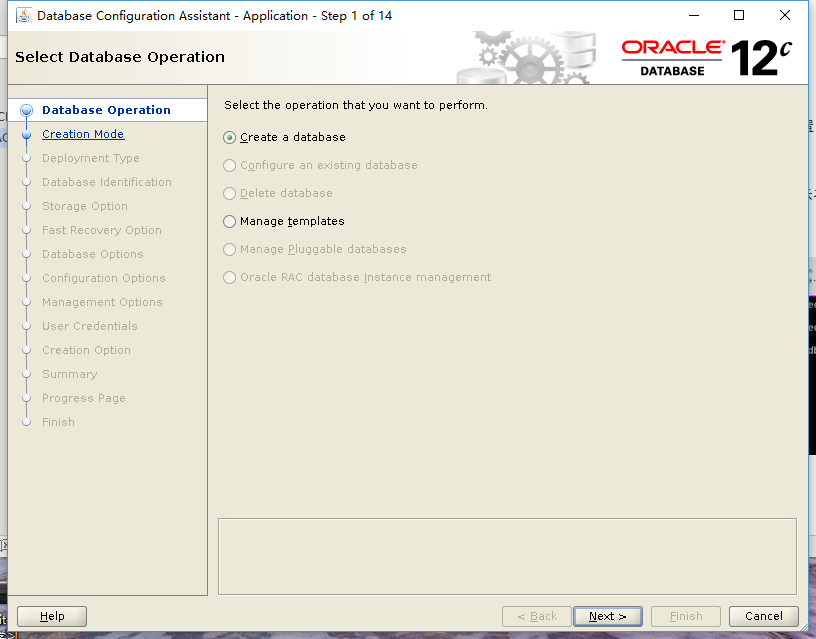 Database Configuration Assistant - Application - Step 1 of 14
Select Database Operation
ORACLE
DATABASE
12c
Database Operation
Creation Mode
Deployment Type
Database Identification
Storage Option
Fast Recovery Option
Database Options
Configuration Options
Management Options
User Credentials
Creation Option
Summary
Progress Page
Finish
Select the operation that you want to perform.
Create a database
Configure an existing database
Delete database
Manage templates
Manage Pluggable databases
Oracle RAC database Instance management
Help
< Back
Next >
Finish
Cancel